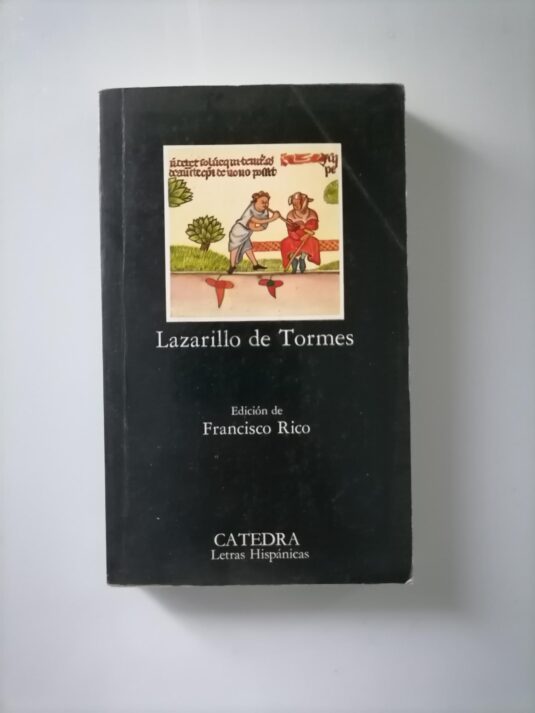 Lazarillo de Tormes
Edición de
Francisco Rico
CATEDRA
Letras Hispánicas